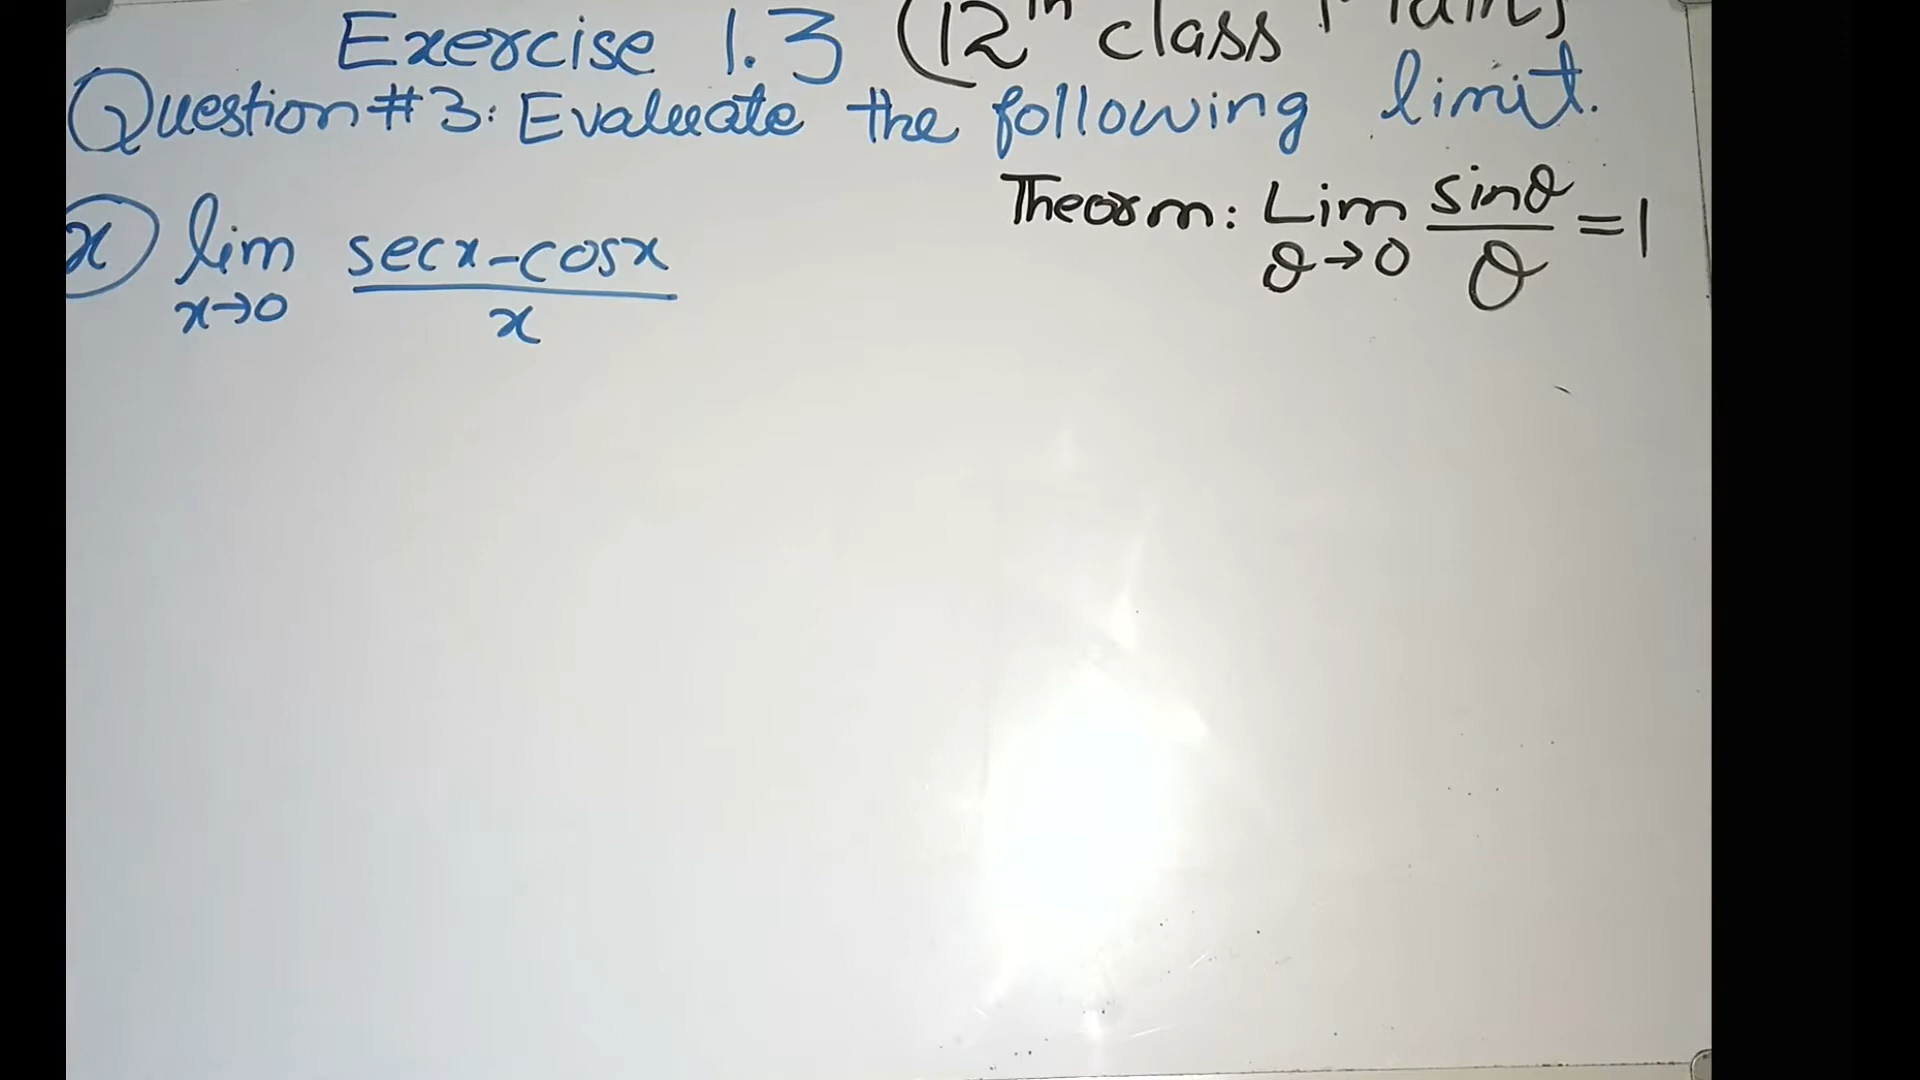 Exercise 1.3 (12th class
Question #3: Evaluate the following limit.
Theorm: Lim θ→0 sinθ/θ = 1
x) lim x→0 secx-cosx/x